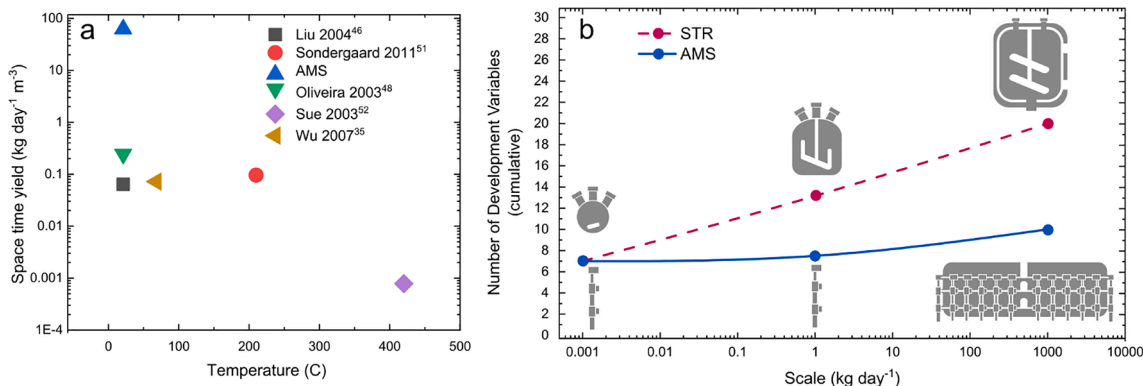 a
Liu 2004⁴⁶
Sondergaard 2011⁵¹
AMS
Oliveira 2003⁴⁸
Sue 2003⁵²
Wu 2007³⁵
Space time yield (kg day⁻¹ m⁻³)
100
10
1
0.1
0.01
0.001
1E-4
0
100
200
300
400
500
Temperature (C)
b
STR
AMS
Number of Development Variables
(cumulative)
30
28
26
24
22
20
18
16
14
12
10
8
6
4
2
0
0.001
0.01
0.1
1
10
100
1000
10000
Scale (kg day⁻¹)